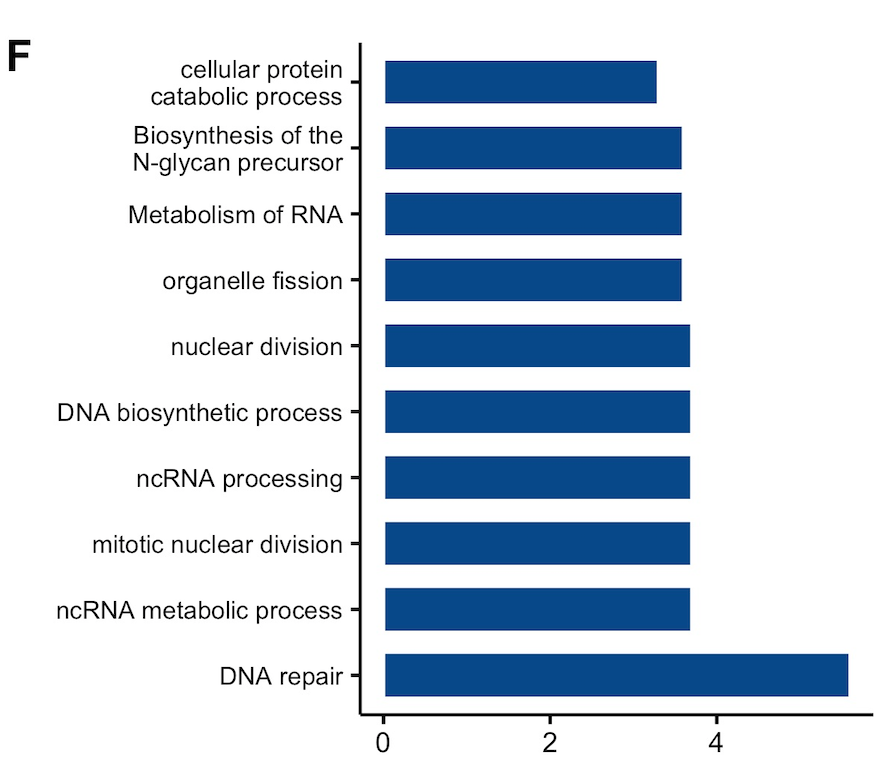 F
cellular protein
catabolic process
Biosynthesis of the
N-glycan precursor
Metabolism of RNA
organelle fission
nuclear division
DNA biosynthetic process
ncRNA processing
mitotic nuclear division
ncRNA metabolic process
DNA repair
0 2 4